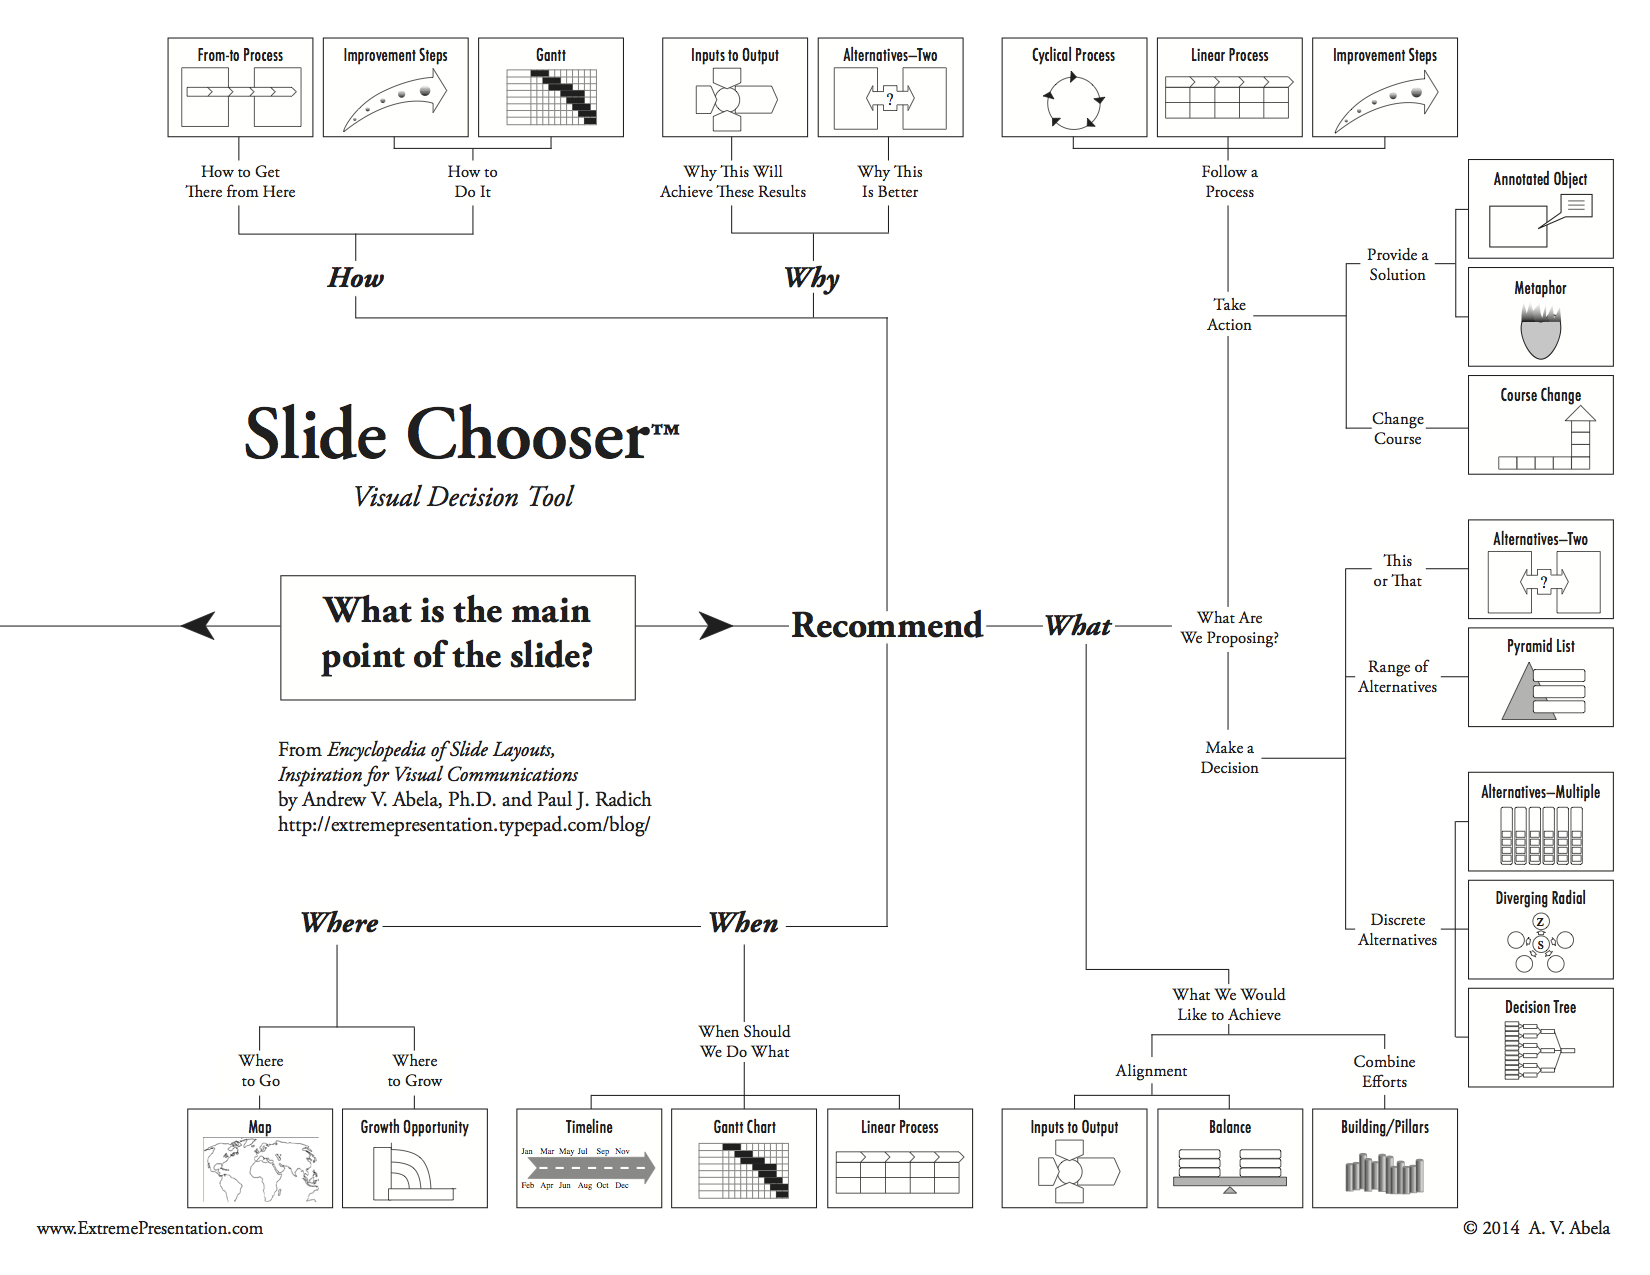 From-to Process
Improvement Steps
Gantt
Inputs to Output
Alternatives–Two
?
Cyclical Process
Linear Process
Improvement Steps
How to Get
There from Here
How to
Do It
Why This Will
Achieve These Results
Why This
Is Better
Follow a
Process
How
Why
Take
Action
Provide a
Solution
Change
Course
Annotated Object
Metaphor
Course Change
Slide Chooser™
Visual Decision Tool
What is the main
point of the slide?
Recommend
What
What Are
We Proposing?
This
or That
Alternatives–Two
?
Range of
Alternatives
Pyramid List
Make a
Decision
Discrete
Alternatives
Alternatives–Multiple
Diverging Radial
Z
S
Decision Tree
From Encyclopedia of Slide Layouts,
Inspiration for Visual Communications
by Andrew V. Abela, Ph.D. and Paul J. Radich
http://extremepresentation.typepad.com/blog/
Where
When
Where
to Go
Where
to Grow
When Should
We Do What
What We Would
Like to Achieve
Alignment
Combine
Efforts
Map
Growth Opportunity
Timeline
Jan Mar May Jul Sep Nov
Feb Apr Jun Aug Oct Dec
Gantt Chart
Linear Process
Inputs to Output
Balance
Building/Pillars
www.ExtremePresentation.com
© 2014 A. V. Abela